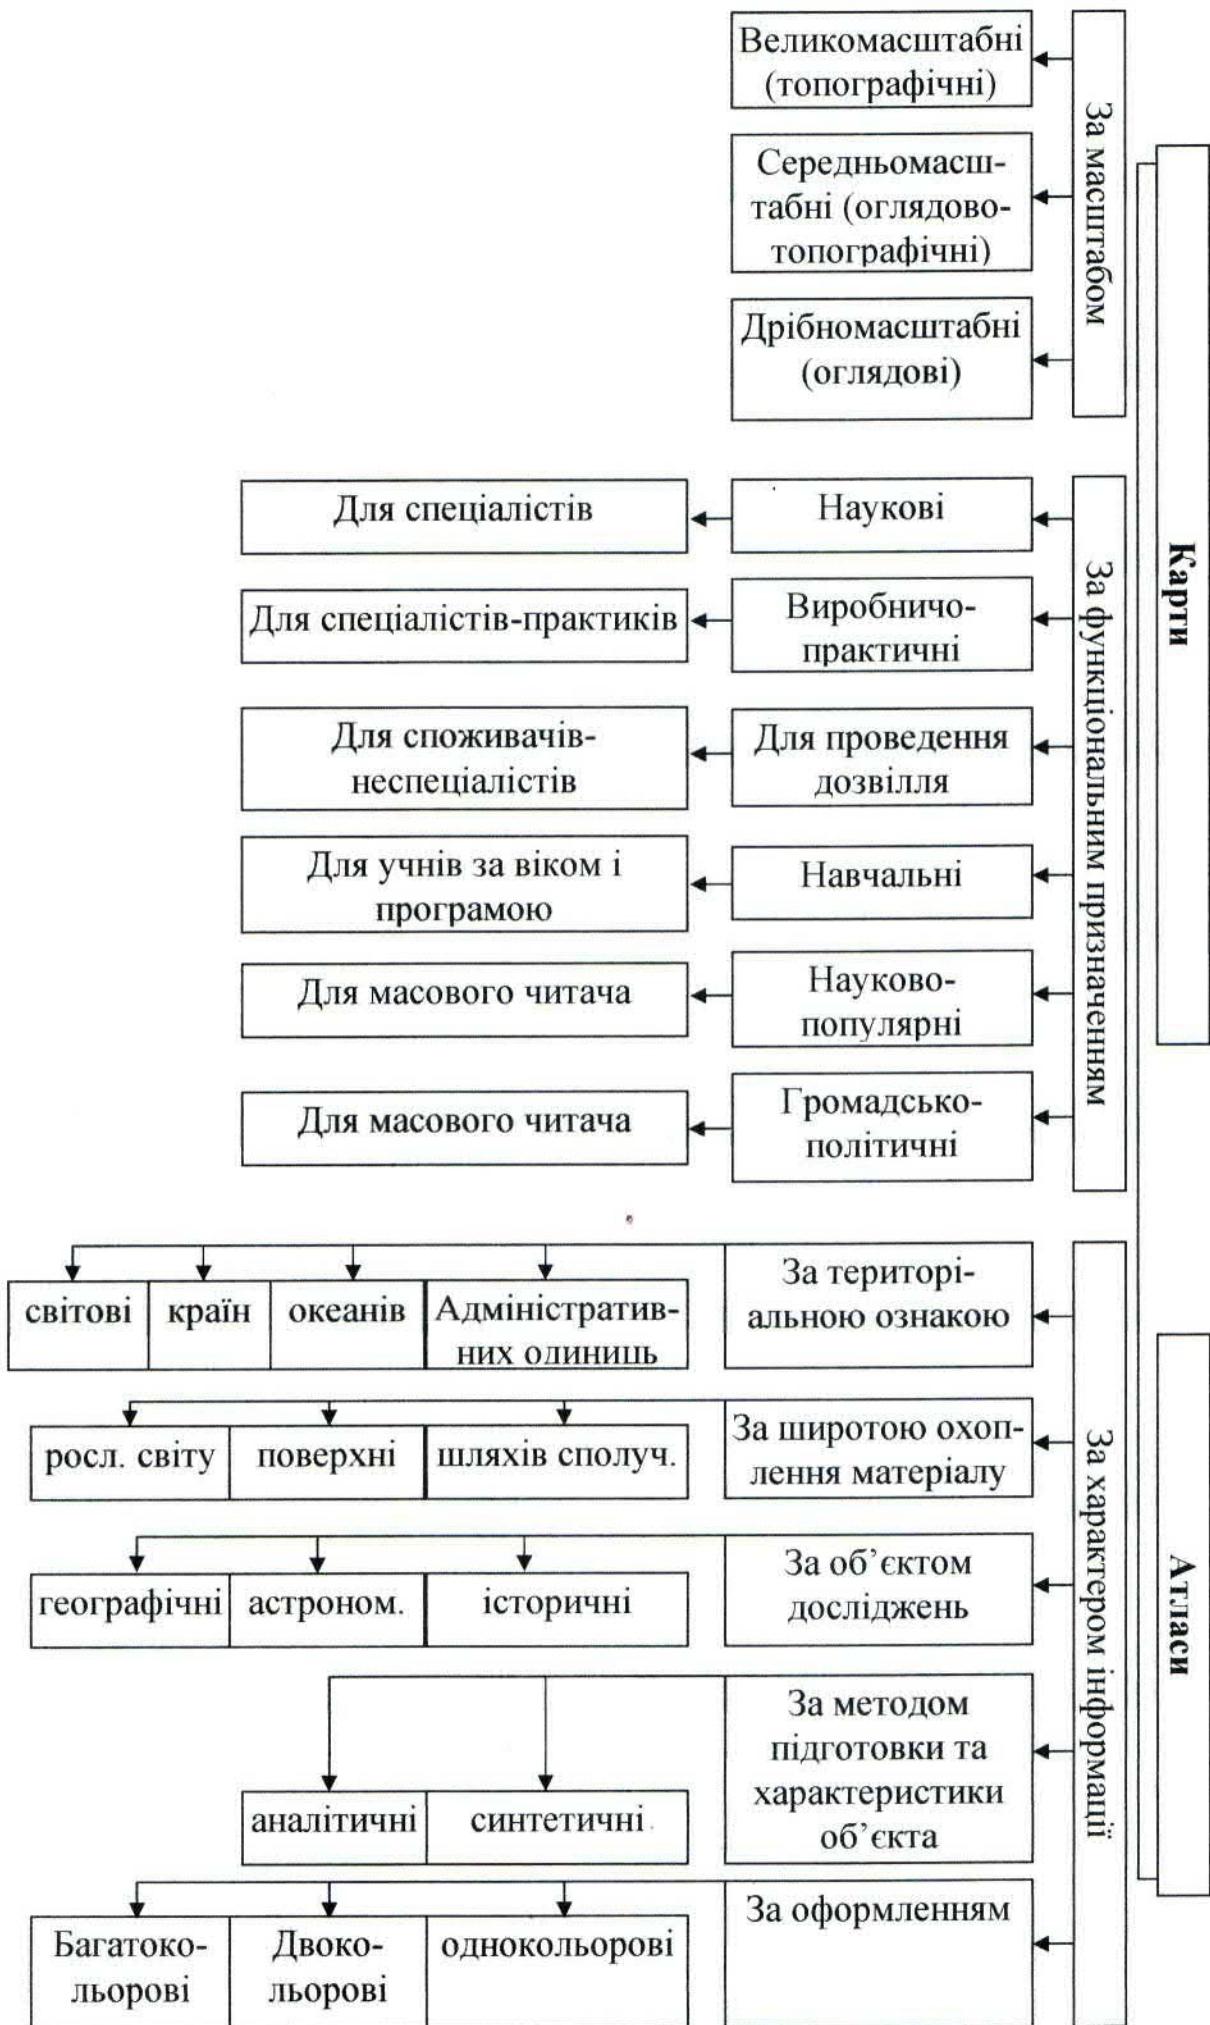 Карти
Атласи
За масштабом
Великомасштабні
(топографічні)
Середньомасш-
табні (оглядово-
топографічні)
Дрібномасштабні
(оглядові)
За функціональним призначенням
Наукові
Для спеціалістів
Виробничо-
практичні
Для спеціалістів-практиків
Для проведення
дозвілля
Для споживачів-
неспеціалістів
Навчальні
Для учнів за віком і
програмою
Науково-
популярні
Для масового читача
Громадсько-
політичні
Для масового читача
За характером інформації
За територі-
альною ознакою
світові
країн
океанів
Адміністратив-
них одиниць
За широтою охоп-
лення матеріалу
росл. світу
поверхні
шляхів сполуч.
За об’єктом
досліджень
географічні
астроном.
історичні
За методом
підготовки та
характеристики
об’єкта
аналітичні
синтетичні
За оформленням
Багатоко-
льорові
Двоко-
льорові
однокольорові